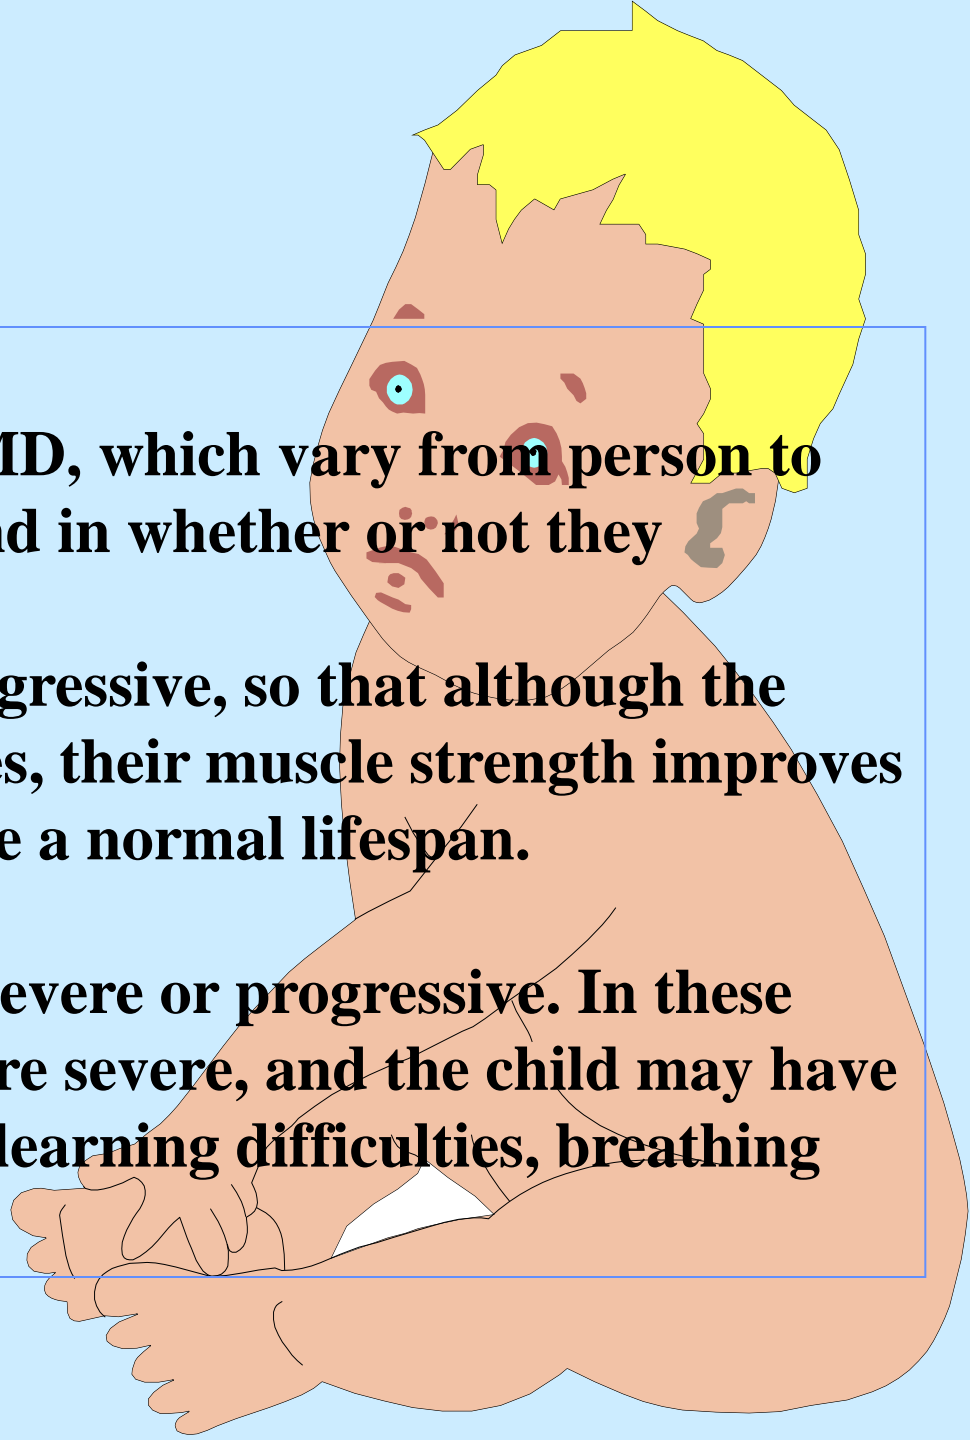 MD, which vary from person to
nd in whether or not they
gressive, so that although the
es, their muscle strength improves
e a normal lifespan.
evere or progressive. In these
re severe, and the child may have
learning difficulties, breathing